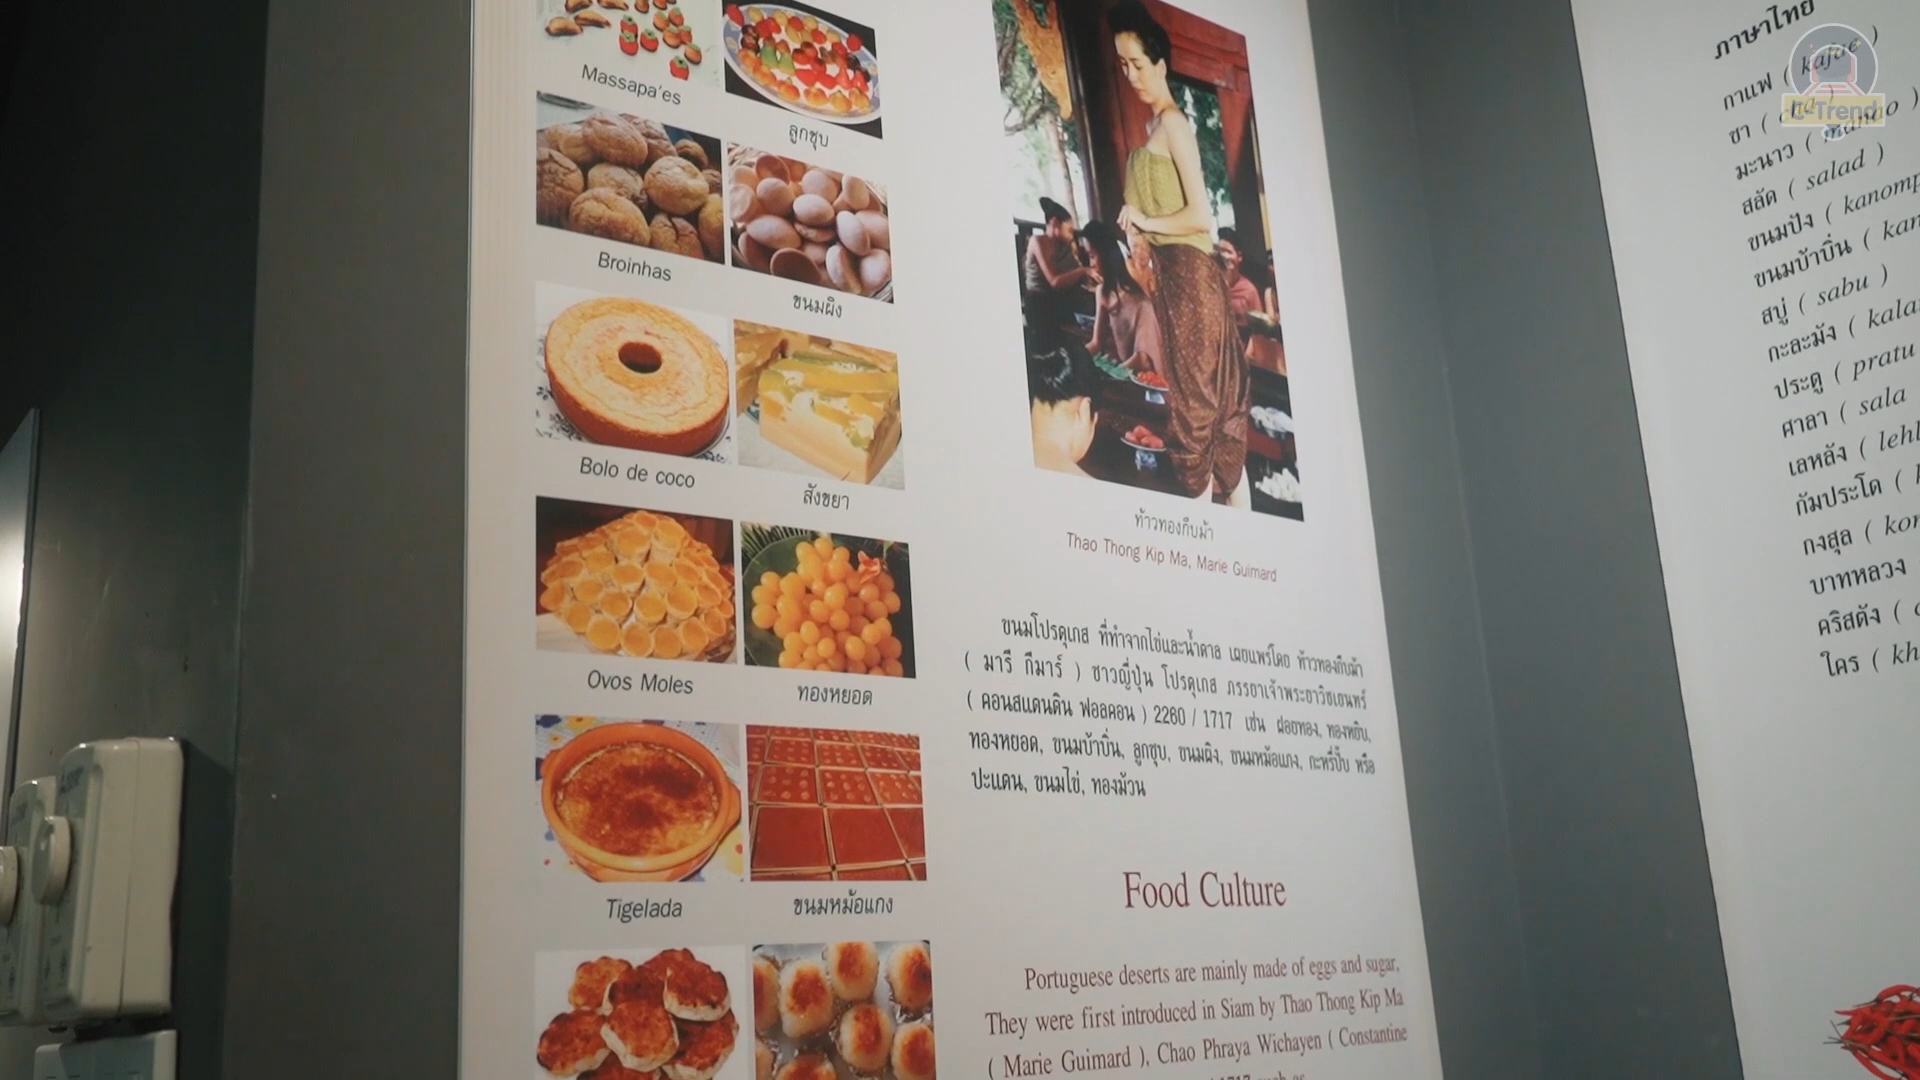 Massapa'es
ลูกชุบ
Broinhas
ขนมผิง
Bolo de coco
สังขยา
Ovos Moles
ทองหยอด
Tigelada
ขนมหม้อแกง
ท้าวทองกีบม้า
Thao Thong Kip Ma, Marie Guimard
ขนมโปรตุเกส ที่ทำจากไข่และน้ำตาล เผยแพร่โดย ท้าวทองกีบม้า
( มารี กีมาร์ ) ชาวญี่ปุ่น โปรตุเกส ภรรยาเจ้าพระยาวิชเยนทร์
( คอนสแตนติน ฟอลคอน ) 2260 / 1717 เช่น ฝอยทอง, ทองหยิบ,
ทองหยอด, ขนมบ้าบิ่น, ลูกชุบ, ขนมผิง, ขนมหม้อแกง, กะหรี่ปั๊บ หรือ
ปะแตน, ขนมไข่, ทองม้วน
Food Culture
Portuguese deserts are mainly made of eggs and sugar,
They were first introduced in Siam by Thao Thong Kip Ma
( Marie Guimard ), Chao Phraya Wichayen ( Constantine
ภาษาไทย
กาแฟ ( kafae )
ชา ( cha )
มะนาว ( manao )
สลัด ( salad )
ขนมปัง ( kanomp
ขนมบ้าบิ่น ( kan
สบู่ ( sabu )
กะละมัง ( kala
ประตู ( pratu
ศาลา ( sala
เลหลัง ( lehl
กัมประโด (
กงสุล ( kon
บาทหลวง
คริสตัง (
ใคร ( kh
C-Trend